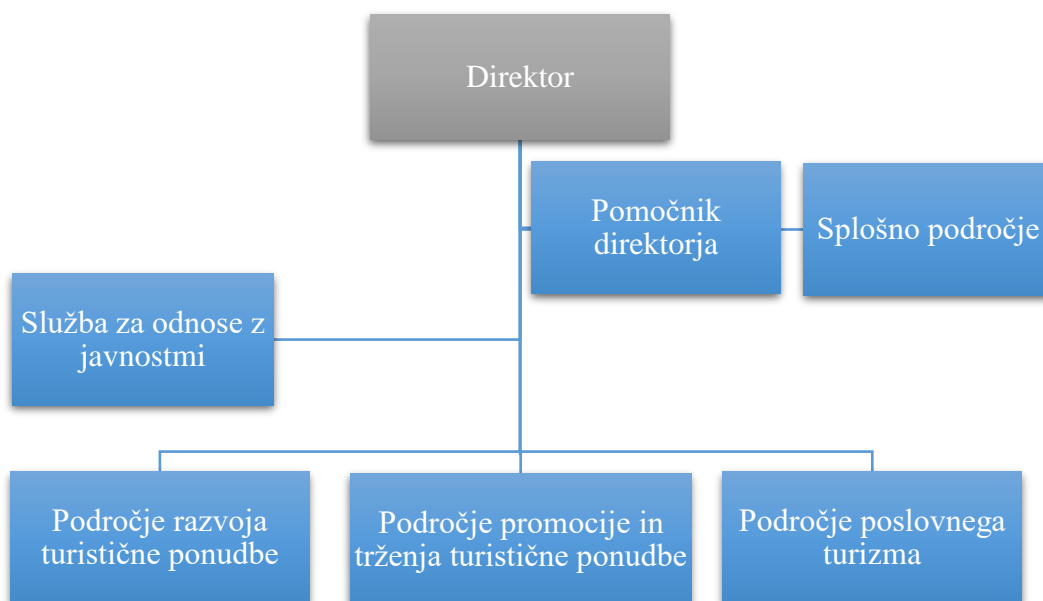 Direktor
Pomočnik
direktorja
Splošno področje
Služba za odnose z
javnostmi
Področje razvoja
turistične ponudbe
Področje promocije in
trženja turistične ponudbe
Področje poslovnega
turizma